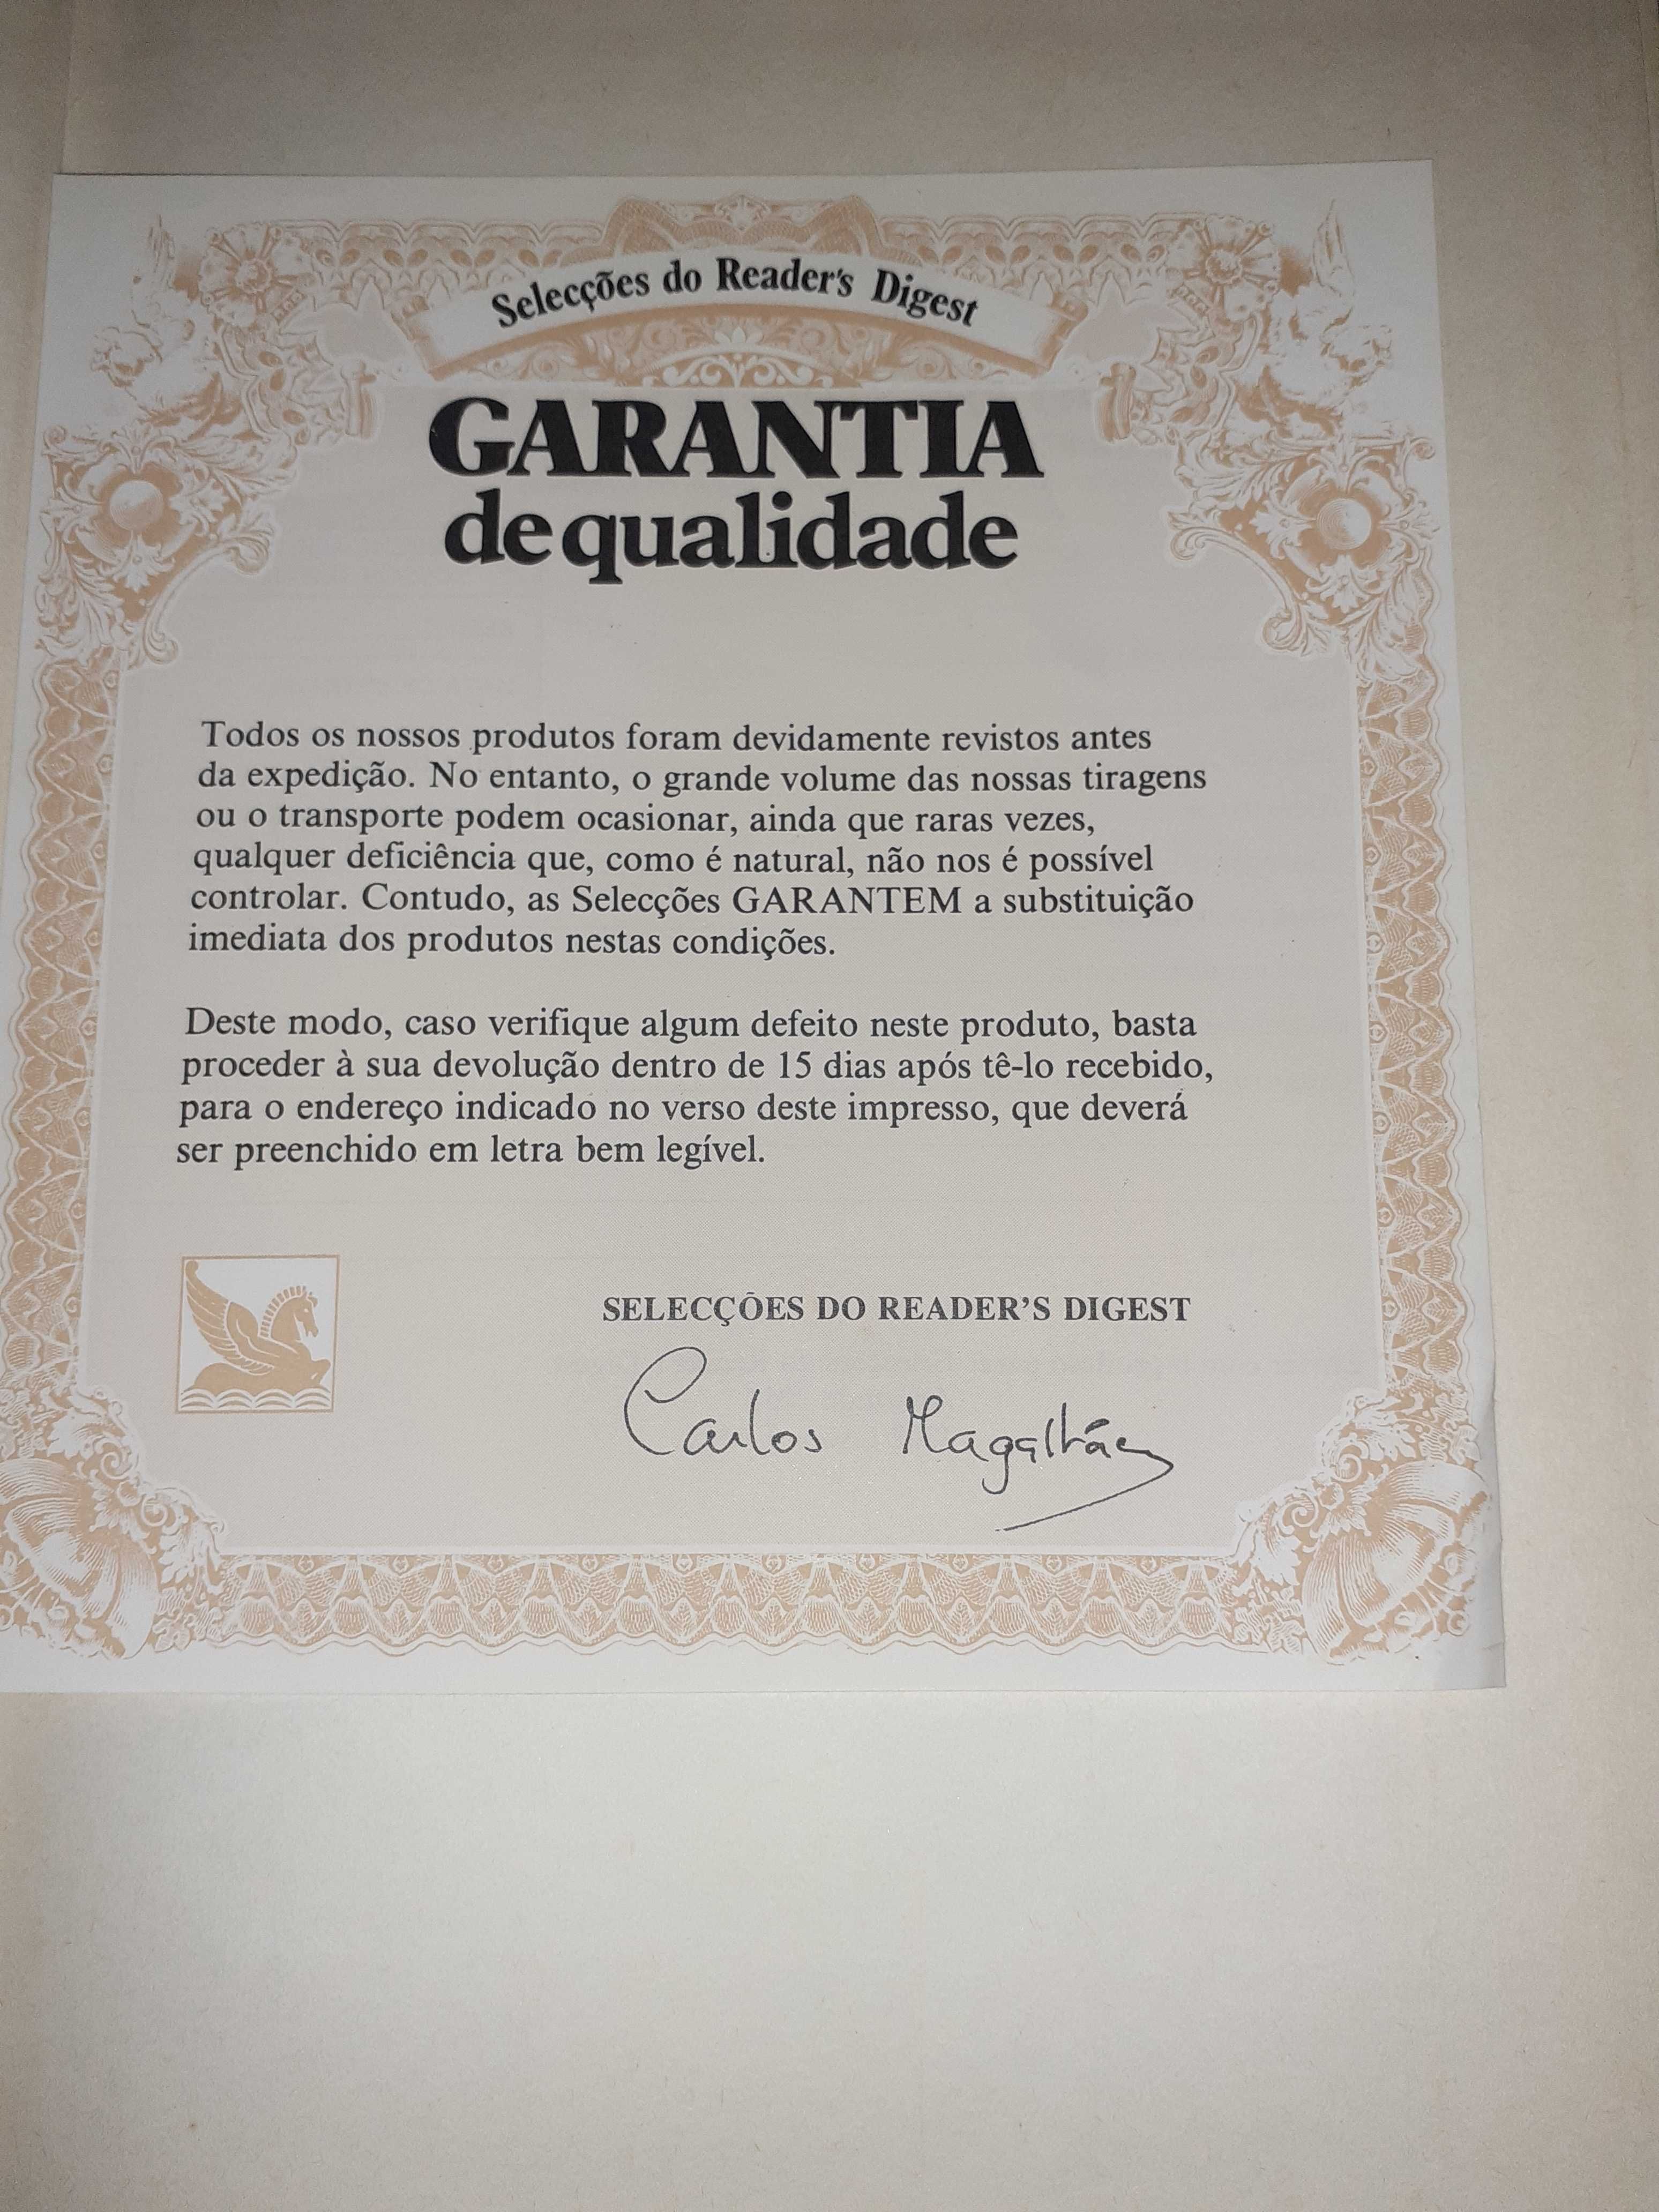 Selecções do Reader's Digest
GARANTIA
de qualidade
Todos os nossos produtos foram devidamente revistos antes
da expedição. No entanto, o grande volume das nossas tiragens
ou o transporte podem ocasionar, ainda que raras vezes,
qualquer deficiência que, como é natural, não nos é possível
controlar. Contudo, as Selecções GARANTEM a substituição
imediata dos produtos nestas condições.
Deste modo, caso verifique algum defeito neste produto, basta
proceder à sua devolução dentro de 15 dias após tê-lo recebido,
para o endereço indicado no verso deste impresso, que deverá
ser preenchido em letra bem legível.
SELECÇÕES DO READER'S DIGEST
Carlos Magalhães